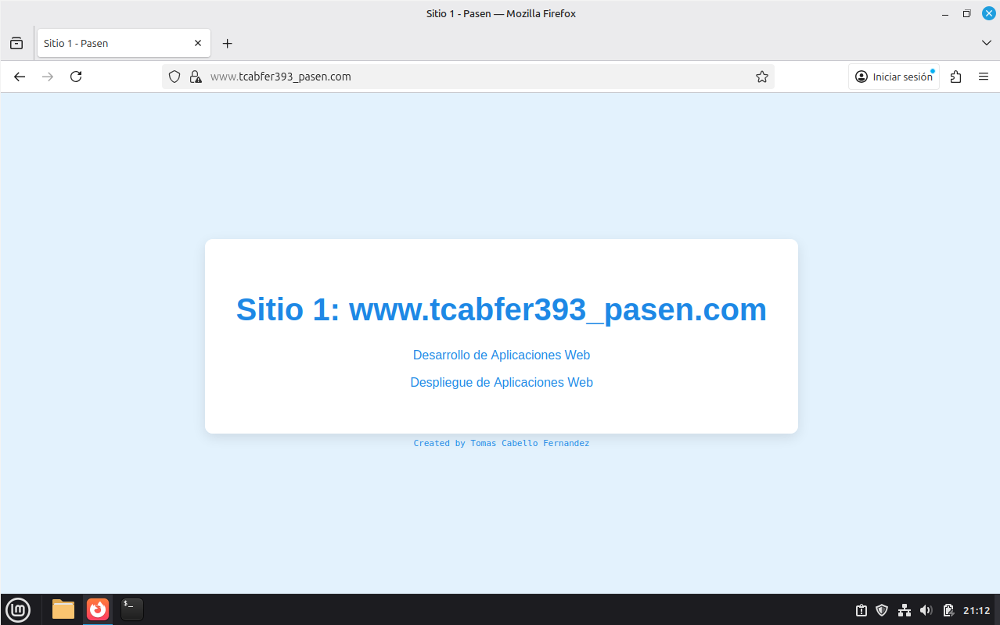 Sitio 1 - Pasen — Mozilla Firefox
Sitio 1 - Pasen
www.tcabfer393_pasen.com
Iniciar sesión
Sitio 1: www.tcabfer393_pasen.com
Desarrollo de Aplicaciones Web
Despliegue de Aplicaciones Web
Created by Tomas Cabello Fernandez
$_
21:12